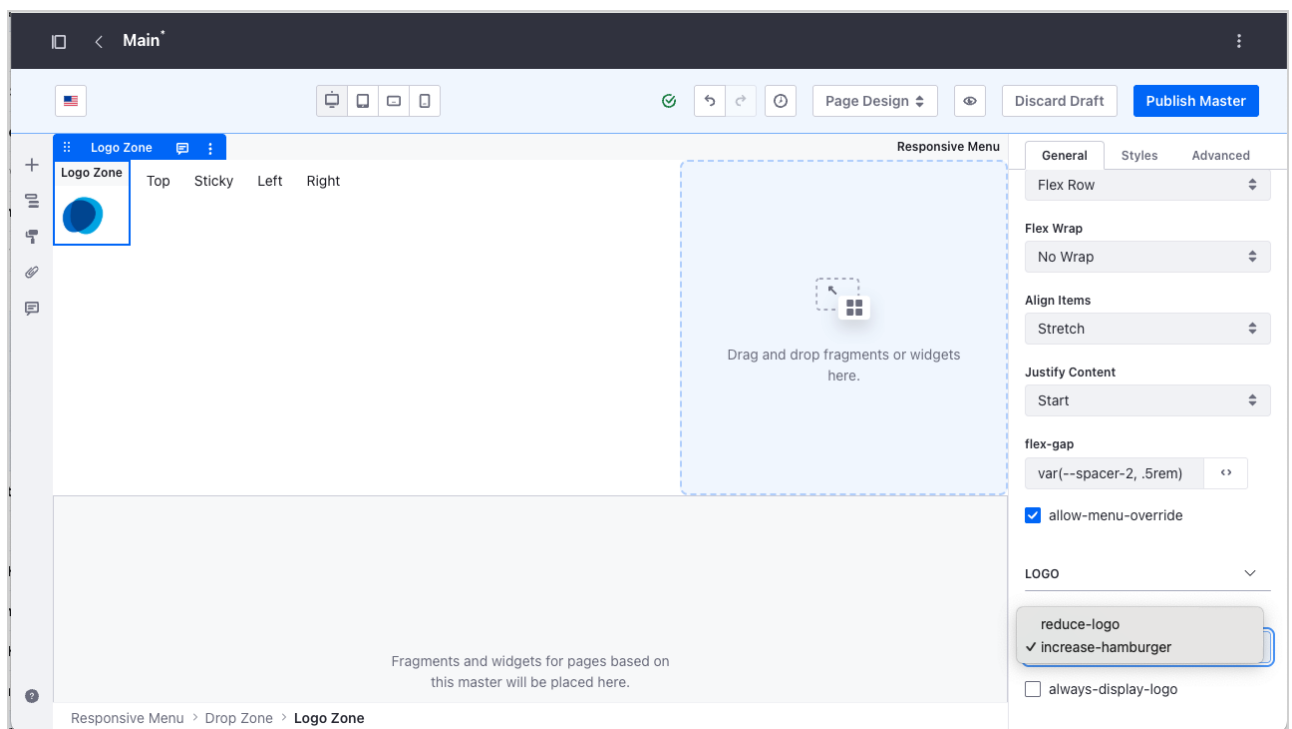 Main*
Page Design
Discard Draft
Publish Master
Logo Zone
Responsive Menu
Logo Zone
Top Sticky Left Right
Drag and drop fragments or widgets
here.
Fragments and widgets for pages based on
this master will be placed here.
Responsive Menu > Drop Zone > Logo Zone
General Styles Advanced
Flex Row
Flex Wrap
No Wrap
Align Items
Stretch
Justify Content
Start
flex-gap
var(--spacer-2, .5rem)
allow-menu-override
LOGO
reduce-logo
✓ increase-hamburger
always-display-logo